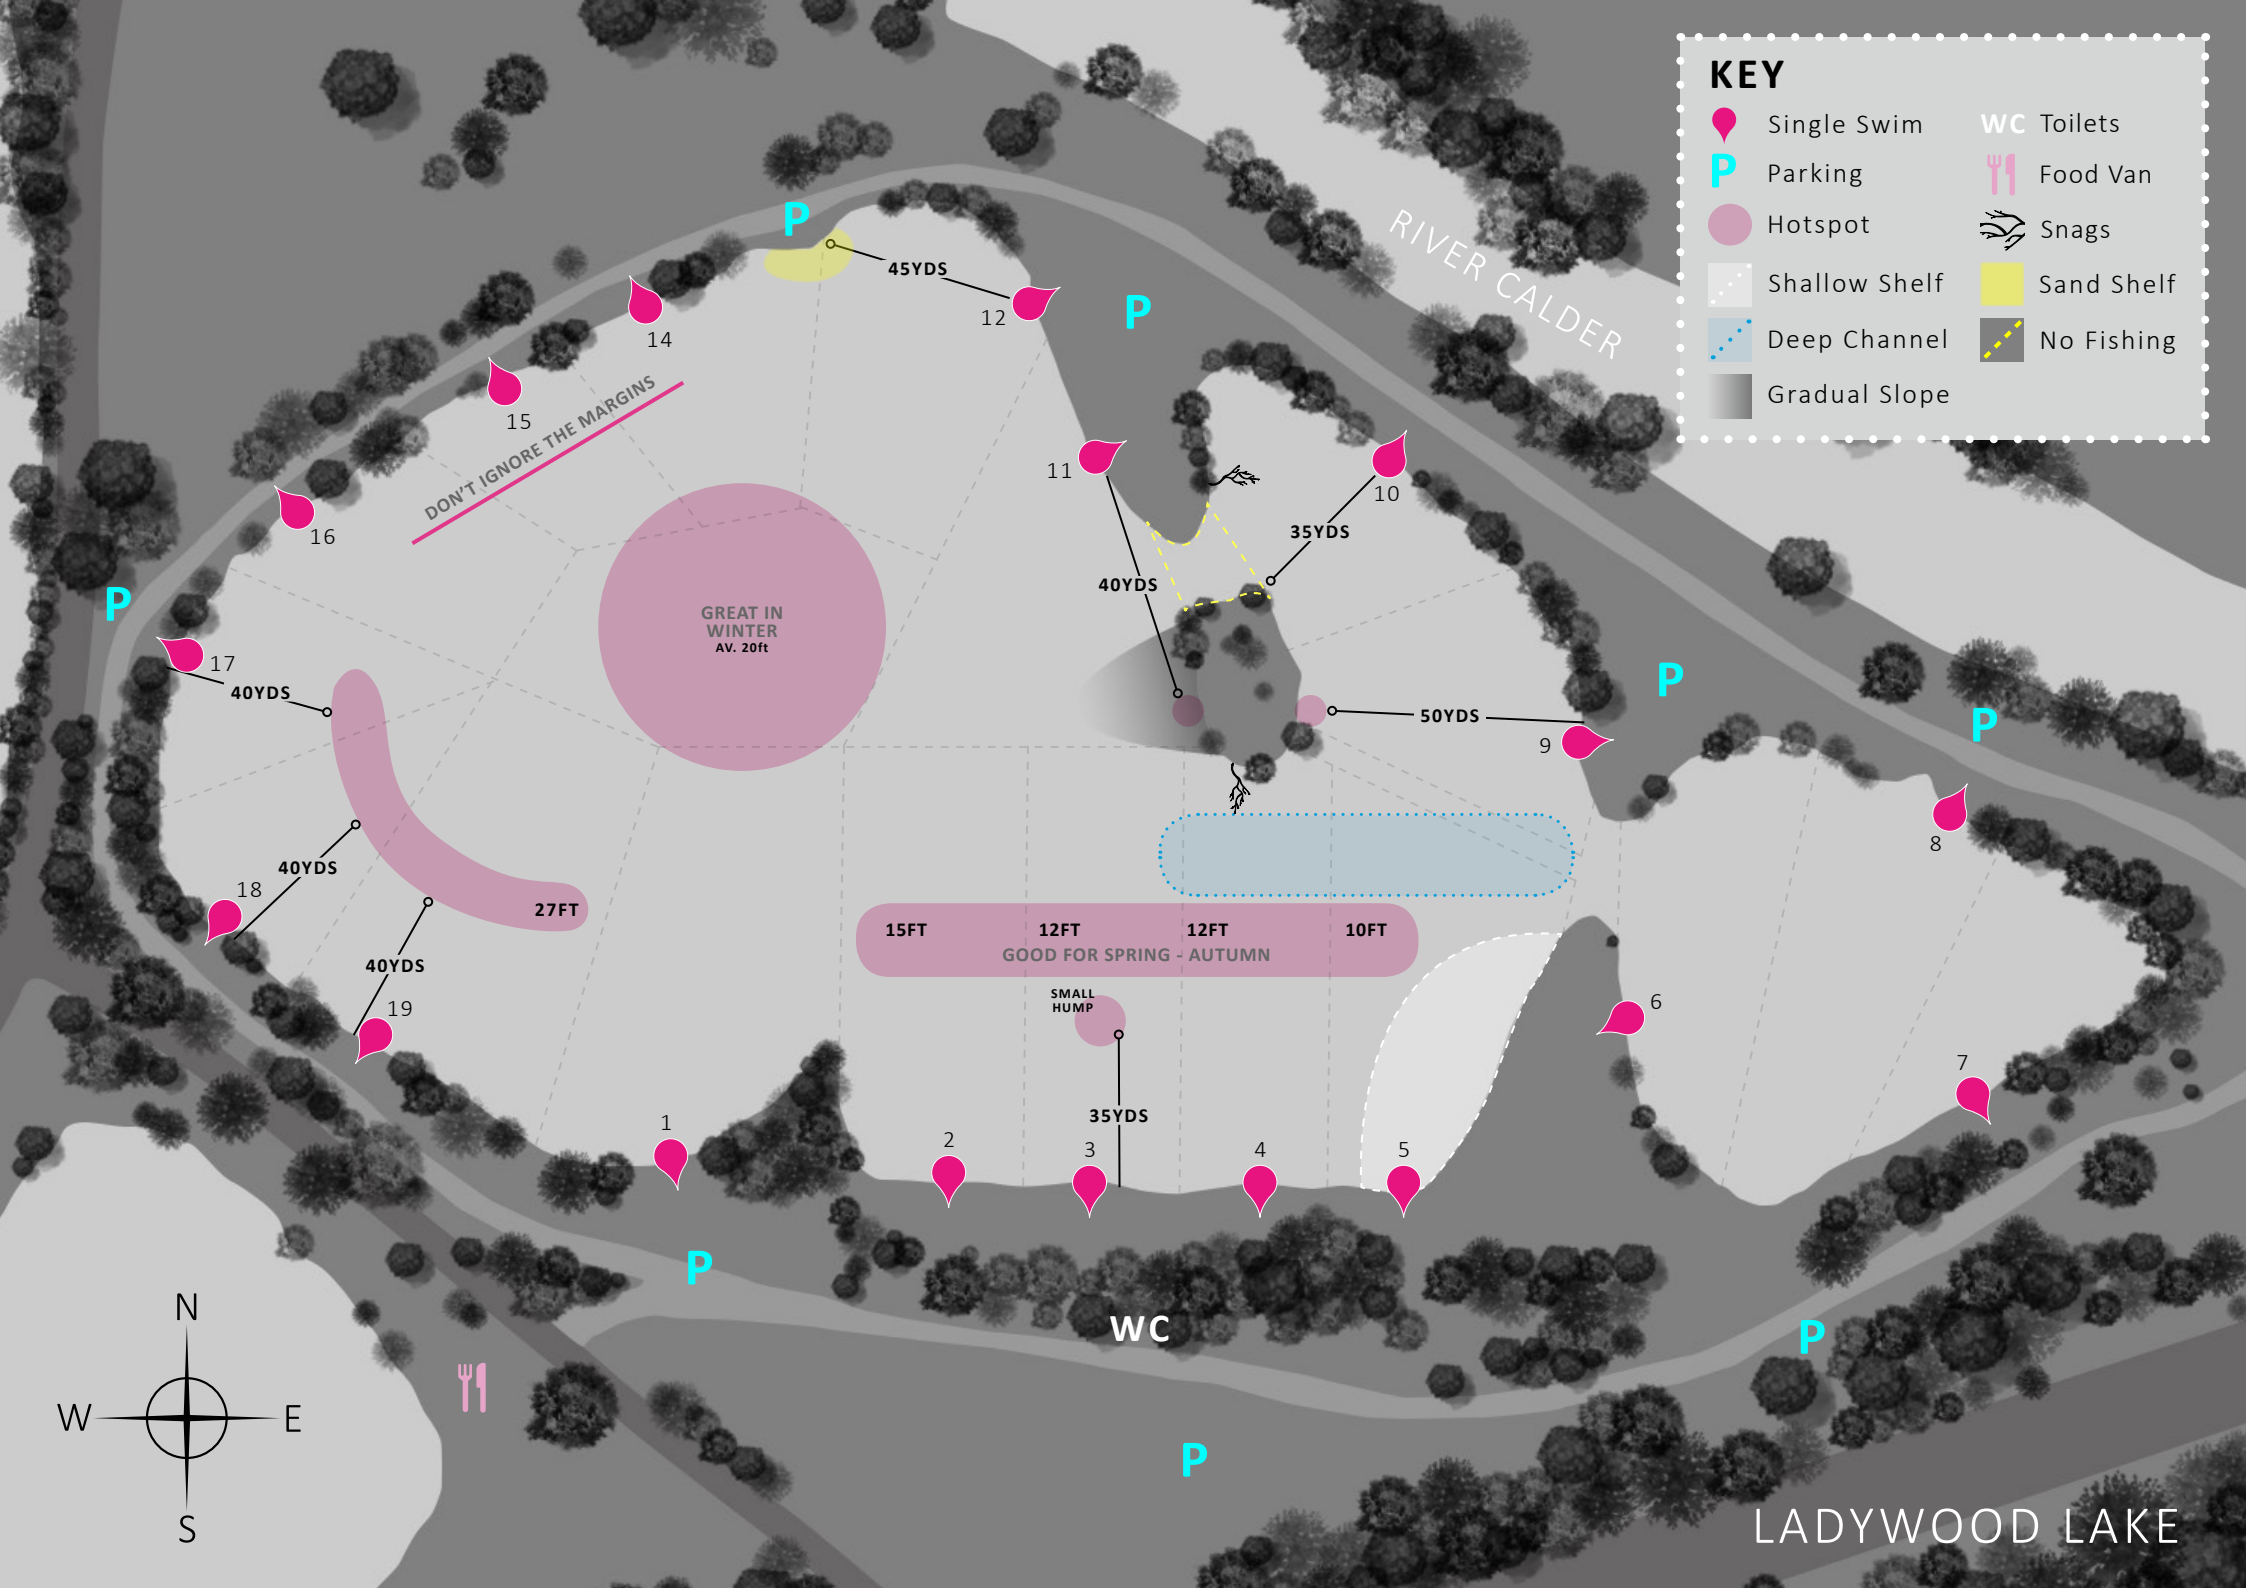 KEY
Single Swim
WC Toilets
P Parking
Food Van
Hotspot
Snags
Shallow Shelf
Sand Shelf
Deep Channel
No Fishing
Gradual Slope
RIVER CALDER
P
45YDS
12
P
14
DON'T IGNORE THE MARGINS
15
16
11
10
35YDS
40YDS
P
GREAT IN
WINTER
AV. 20ft
17
40YDS
P
P
50YDS
9
8
40YDS
18
27FT
15FT
12FT
12FT
10FT
GOOD FOR SPRING - AUTUMN
40YDS
19
SMALL
HUMP
6
7
35YDS
1
2
3
4
5
P
WC
P
P
N
W
E
S
LADYWOOD LAKE